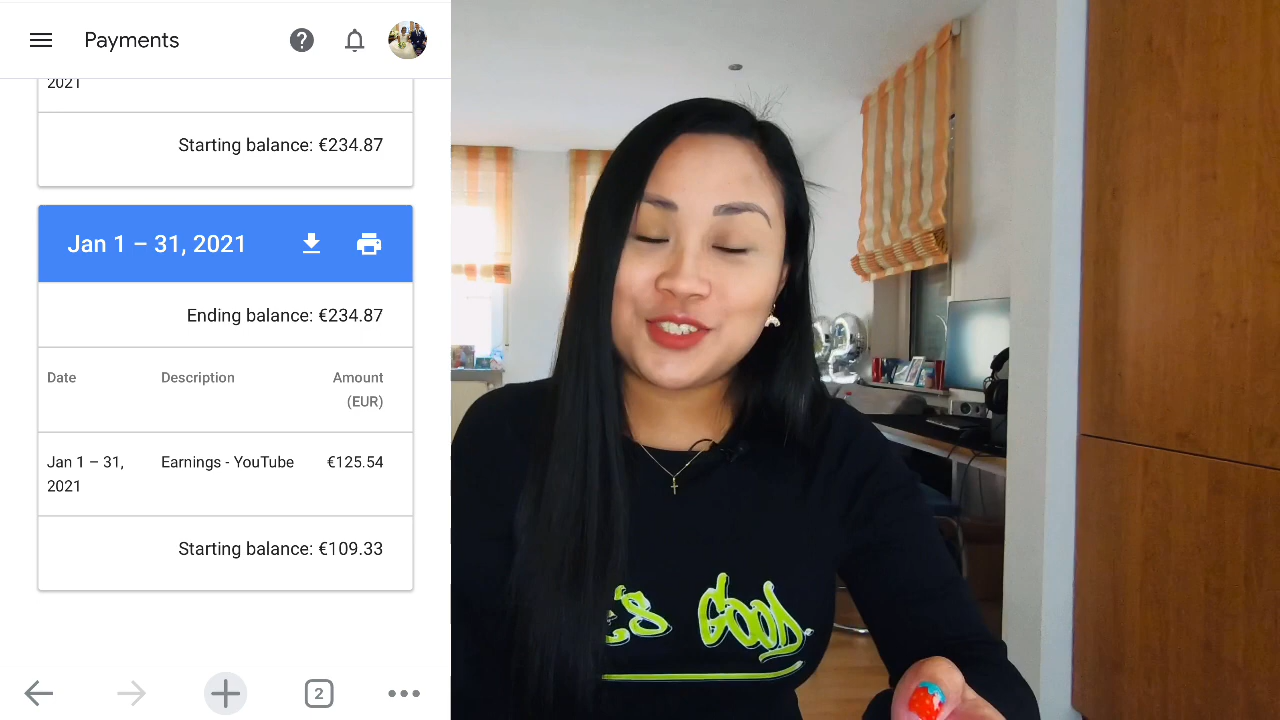 Payments
2021
Starting balance: €234.87
Jan 1 – 31, 2021
Ending balance: €234.87
Date Description Amount
(EUR)
Jan 1 – 31, Earnings - YouTube €125.54
2021
Starting balance: €109.33
2
GOOD.